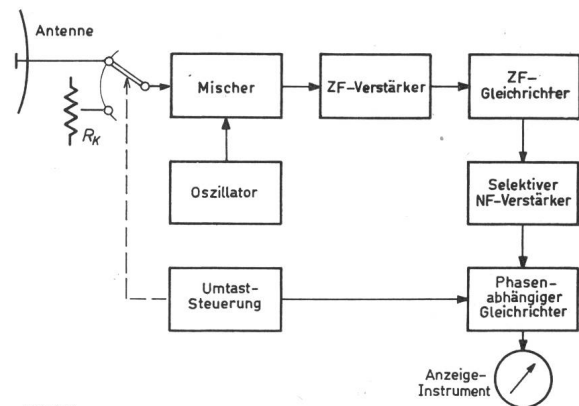 Antenne
R_K
Mischer
ZF-Verstärker
ZF-
Gleichrichter
Oszillator
Selektiver
NF-Verstärker
Umtast-
Steuerung
Phasen-
abhängiger
Gleichrichter
Anzeige-
Instrument